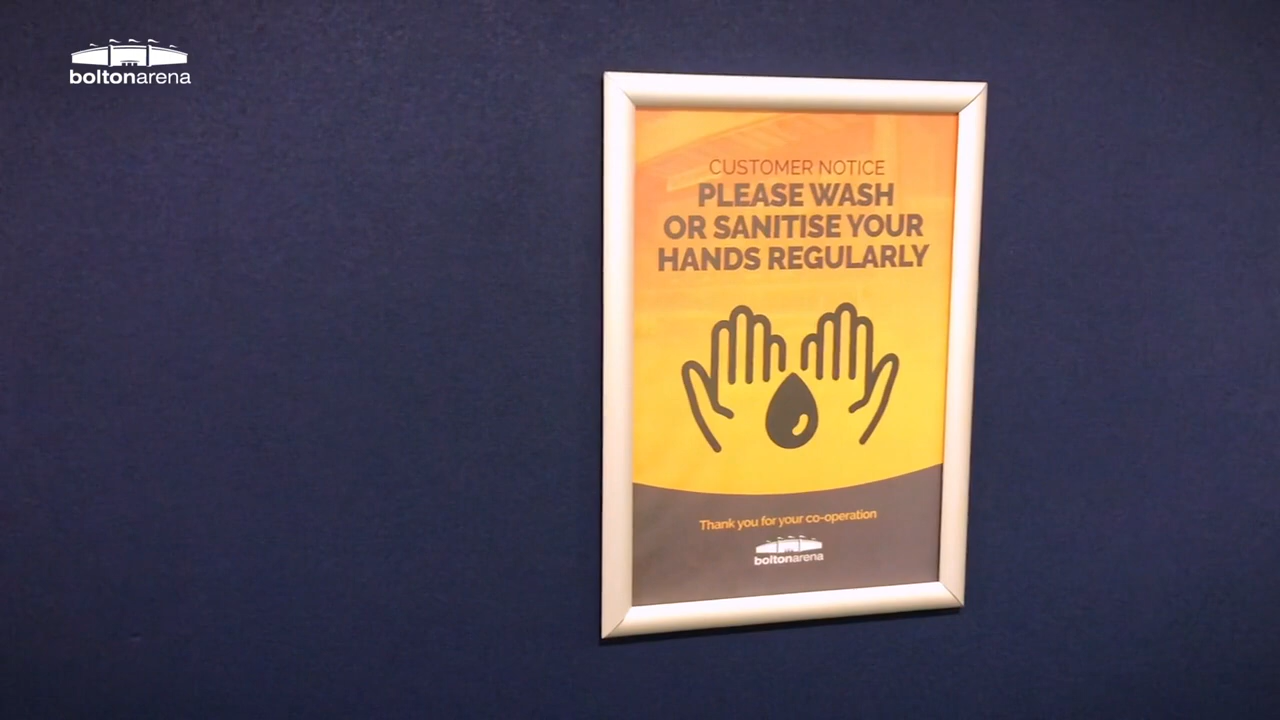 boltonarena
CUSTOMER NOTICE
PLEASE WASH
OR SANITISE YOUR
HANDS REGULARLY
Thank you for your co-operation
boltonarena